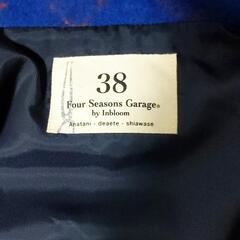 38
Four Seasons Garage®
by Inbloom
Anatani - deaete - shiawase